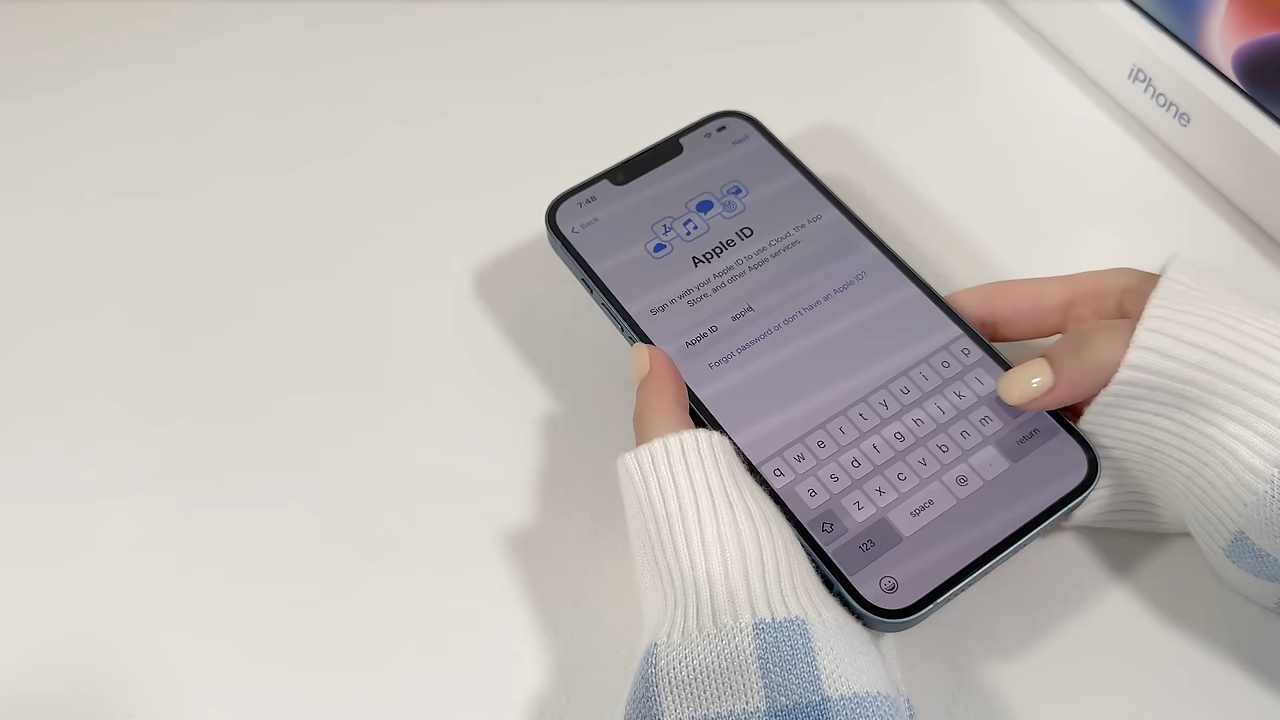 iPhone
7:48
Next
Back
Apple ID
Sign in with your Apple ID to use iCloud, the App
Store, and other Apple services.
Apple ID apple
Forgot password or don't have an Apple ID?
q w e r t y u i o p
a s d f g h j k l
z x c v b n m
123 space @ . return